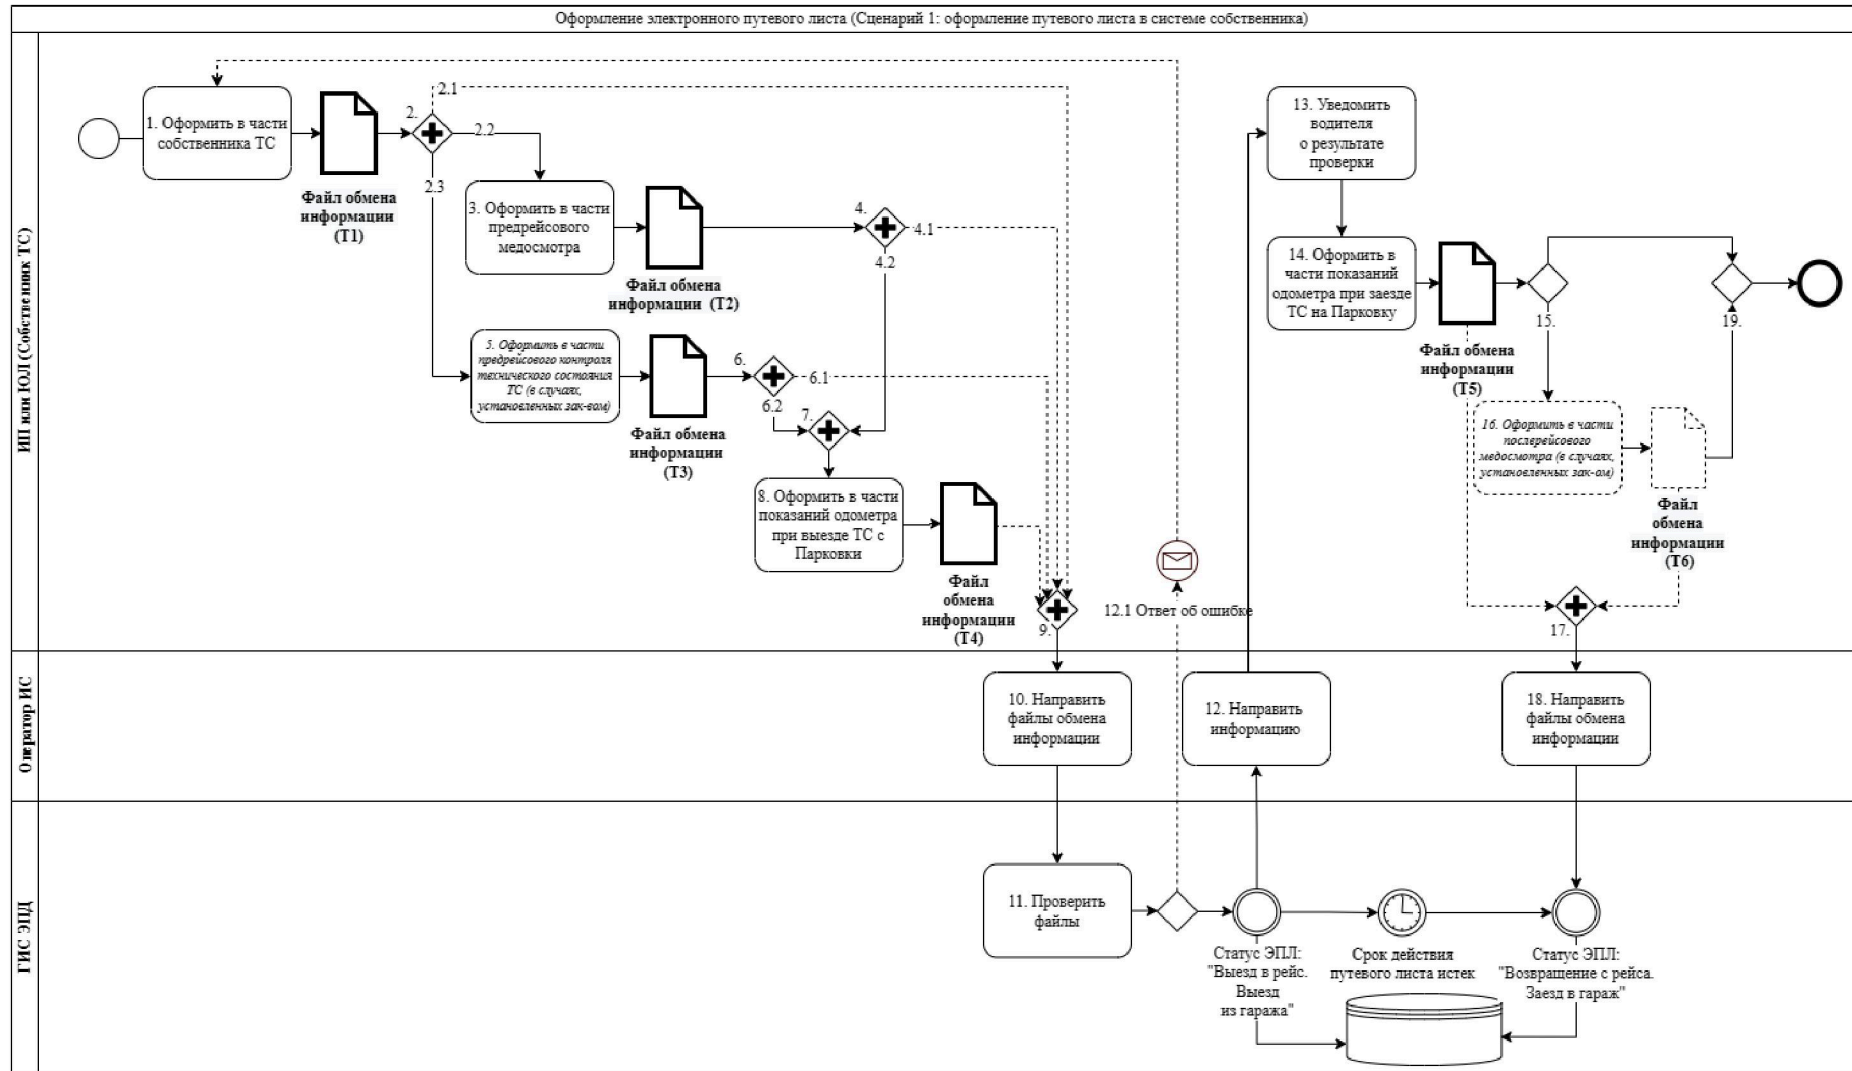 Оформление электронного путевого листа (Сценарий 1: оформление путевого листа в системе собственника)
ИП или ЮЛ (Собственник ТС)
1. Оформить в части
собственника ТС
Файл обмена
информации
(Т1)
2.
2.1
2.2
2.3
3. Оформить в части
предрейсового
медосмотра
Файл обмена
информации (Т2)
4.
4.1
4.2
5. Оформить в части
предрейсового контроля
технического состояния
ТС (в случаях,
установленных зак-вом)
Файл обмена
информации
(Т3)
6.
6.1
6.2
7.
8. Оформить в части
показаний одометра
при выезде ТС с
Парковки
Файл
обмена
информации
(Т4)
9.
12.1 Ответ об ошибке
13. Уведомить
водителя
о результате
проверки
14. Оформить в
части показаний
одометра при заезде
ТС на Парковку
Файл обмена
информации
(Т5)
15.
16. Оформить в части
послерейсового
медосмотра (в случаях,
установленных зак-ом)
Файл
обмена
информации
(Т6)
19.
17.
Оператор ИС
10. Направить
файлы обмена
информации
12. Направить
информацию
18. Направить
файлы обмена
информации
ГИС ЭПД
11. Проверить
файлы
Статус ЭПЛ:
"Выезд в рейс.
Выезд
из гаража"
Срок действия
путевого листа истек
Статус ЭПЛ:
"Возвращение с рейса.
Заезд в гараж"